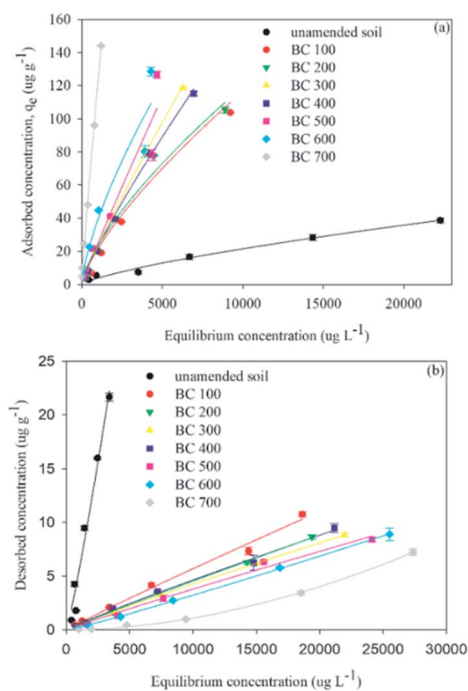 (a)
160
140
120
100
80
60
40
20
0
Adsorbed concentration, qe (ug g-1)
unamended soil
BC 100
BC 200
BC 300
BC 400
BC 500
BC 600
BC 700
0 5000 10000 15000 20000
Equilibrium concentration (ug L-1)
(b)
25
20
15
10
5
0
Desorbed concentration (ug g-1)
unamended soil
BC 100
BC 200
BC 300
BC 400
BC 500
BC 600
BC 700
0 5000 10000 15000 20000 25000 30000
Equilibrium concentration (ug L-1)